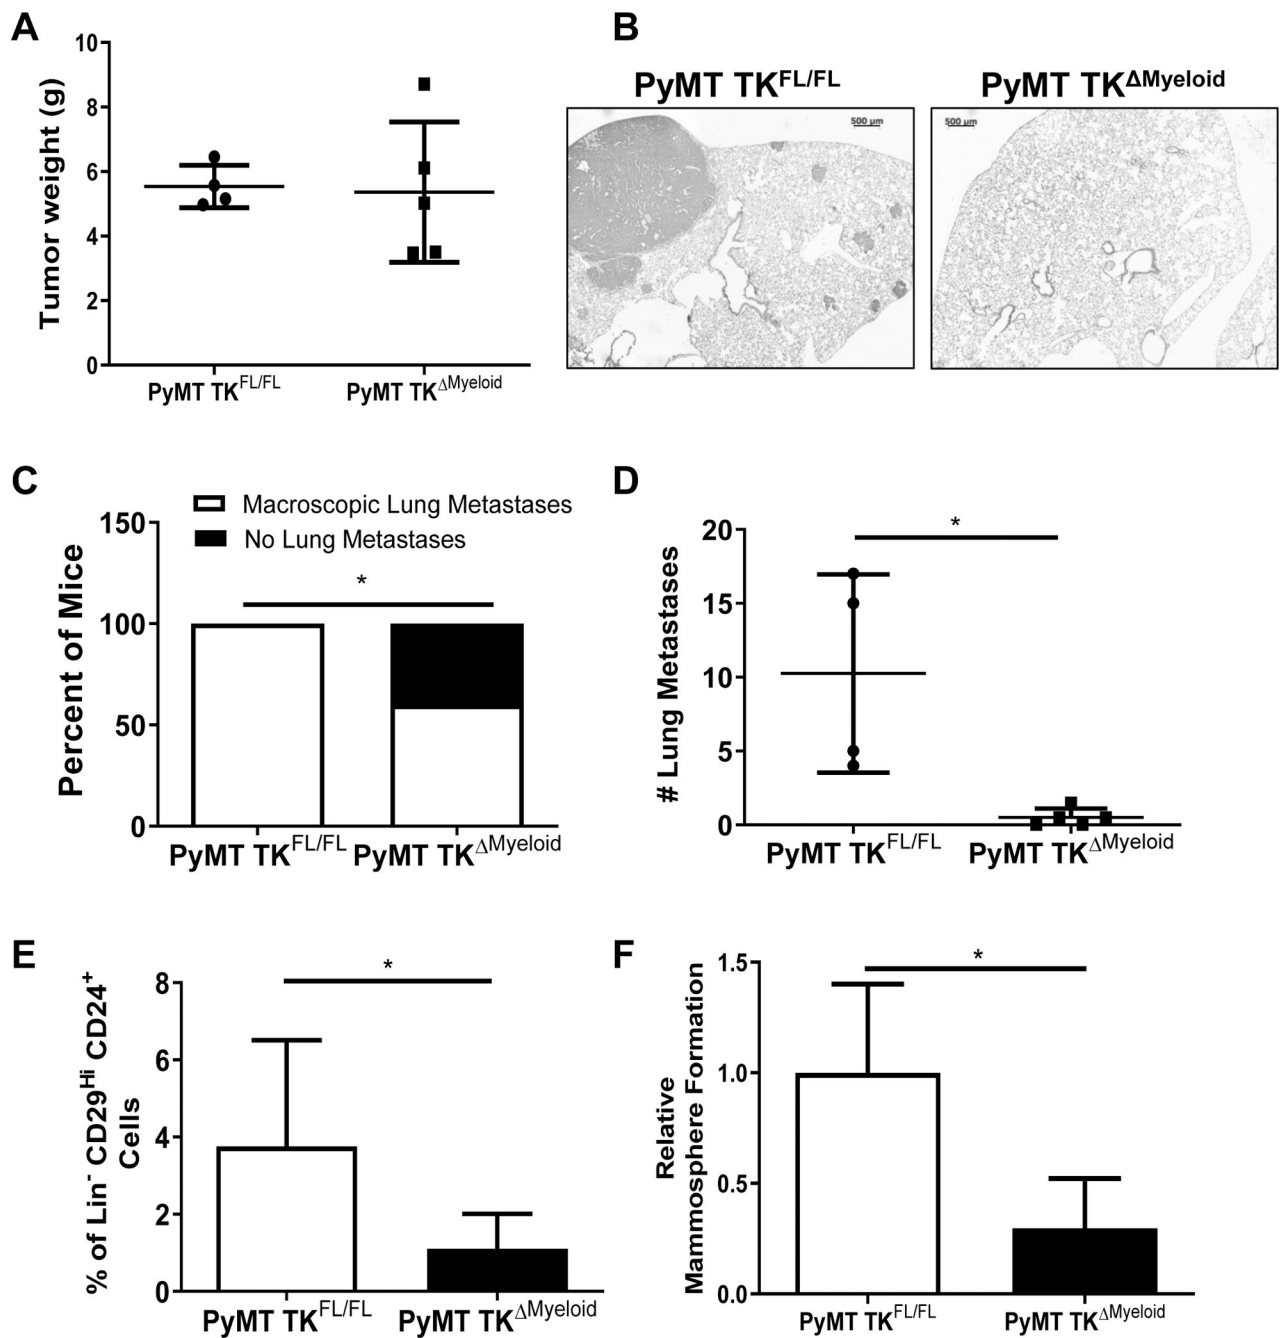 A
Tumor weight (g)
10
8
6
4
2
0
PyMT TK^FL/FL
PyMT TK^ΔMyeloid
B
PyMT TK^FL/FL
PyMT TK^ΔMyeloid
500 µm
500 µm
C
Macroscopic Lung Metastases
No Lung Metastases
Percent of Mice
150
100
50
0
*
PyMT TK^FL/FL
PyMT TK^ΔMyeloid
D
# Lung Metastases
20
15
10
5
0
*
PyMT TK^FL/FL
PyMT TK^ΔMyeloid
E
% of Lin^- CD29^Hi CD24^+
Cells
8
6
4
2
0
*
PyMT TK^FL/FL
PyMT TK^ΔMyeloid
F
Relative
Mammosphere Formation
1.5
1.0
0.5
0.0
*
PyMT TK^FL/FL
PyMT TK^ΔMyeloid